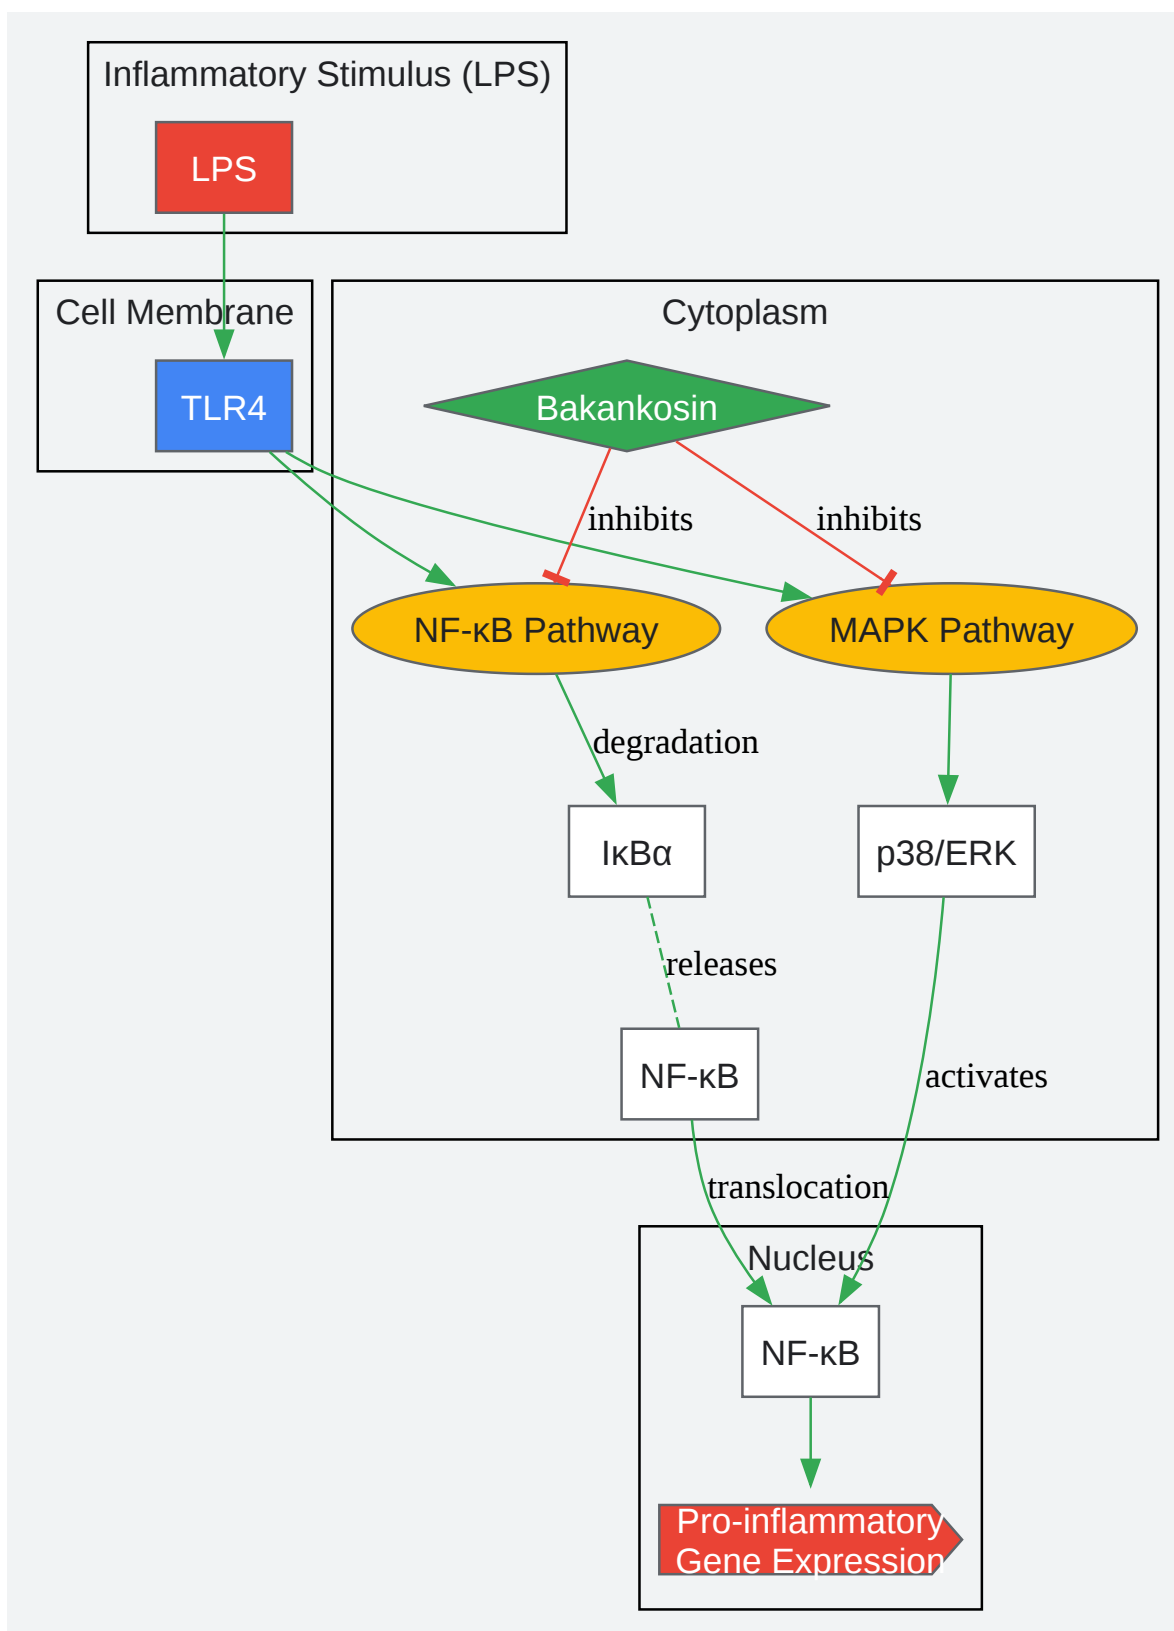 Inflammatory Stimulus (LPS)
LPS
Cell Membrane
Cytoplasm
TLR4
Bakankosin
inhibits
inhibits
NF-κB Pathway
MAPK Pathway
degradation
IκBα
p38/ERK
releases
NF-κB
activates
translocation
Nucleus
NF-κB
Pro-inflammatory
Gene Expression